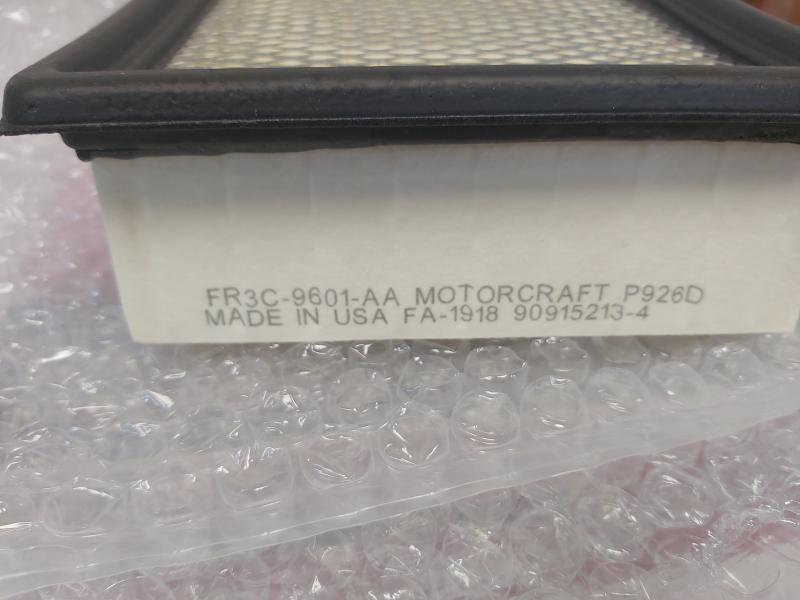 FR3C-9601-AA MOTORCRAFT P926D
MADE IN USA FA-1918 90915213-4